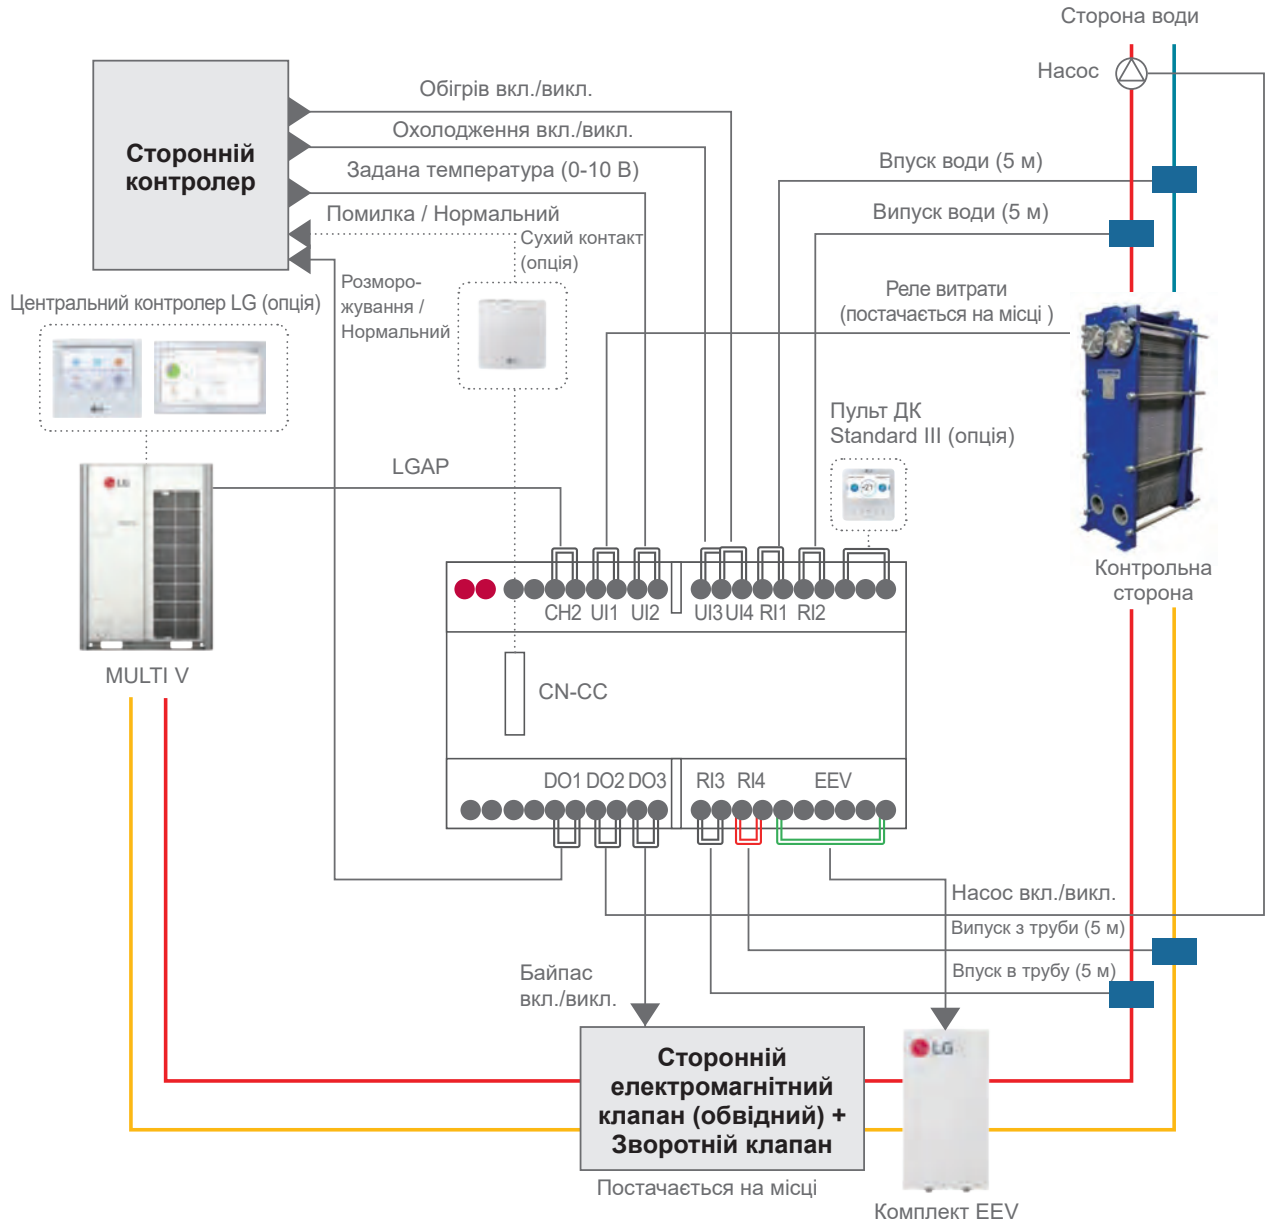 Сторона води
Насос
Обігрів вкл./викл.
Охолодження вкл./викл.
Сторонній
контролер
Задана температура (0-10 В)
Впуск води (5 м)
Помилка / Нормальний
Випуск води (5 м)
Сухий контакт
(опція)
Розморо-
жування /
Нормальний
Центральний контролер LG (опція)
Реле витрати
(постачається на місці )
Пульт ДК
Standard III (опція)
LGAP
LG
MULTI V
Контрольна
сторона
CH2 UI1 UI2 UI3 UI4 RI1 RI2
CN-CC
DO1 DO2 DO3 RI3 RI4 EEV
Насос вкл./викл.
Випуск з труби (5 м)
Впуск в трубу (5 м)
Байпас
вкл./викл.
Сторонній
електромагнітний
клапан (обвідний) +
Зворотній клапан
LG
Постачається на місці
Комплект EEV